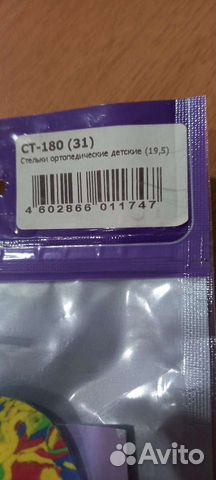 СТ-180 (31)
Стельки ортопедические детские (19,5)
4 602866 011747
Avito